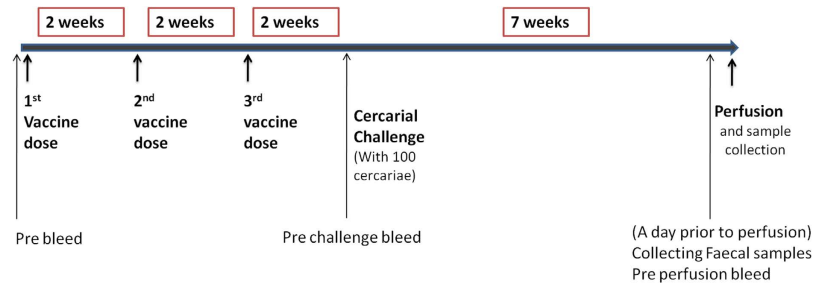 2 weeks
2 weeks
2 weeks
7 weeks
1st
Vaccine
dose
2nd
vaccine
dose
3rd
vaccine
dose
Cercarial
Challenge
(With 100
cercariae)
Perfusion
and sample
collection
Pre bleed
Pre challenge bleed
(A day prior to perfusion)
Collecting Faecal samples
Pre perfusion bleed